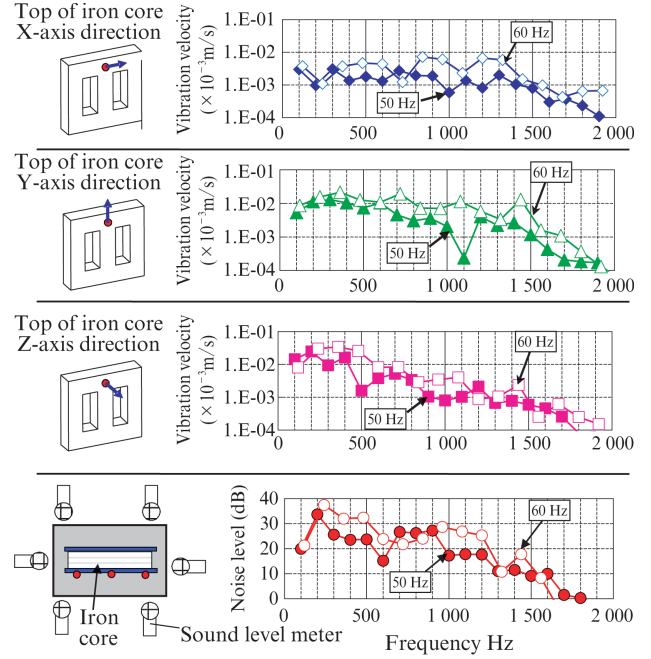 Top of iron core
X-axis direction
Vibration velocity
(×10⁻³m/s)
1.E-01
1.E-02
1.E-03
1.E-04
60 Hz
50 Hz
0
500
1 000
1 500
2 000
Top of iron core
Y-axis direction
Vibration velocity
(×10⁻³m/s)
1.E-01
1.E-02
1.E-03
1.E-04
60 Hz
50 Hz
0
500
1 000
1 500
2 000
Top of iron core
Z-axis direction
Vibration velocity
(×10⁻³m/s)
1.E-01
1.E-02
1.E-03
1.E-04
60 Hz
50 Hz
0
500
1 000
1 500
2 000
Iron
core
Sound level meter
Noise level (dB)
40
30
20
10
0
60 Hz
50 Hz
0
500
1 000
1 500
2 000
Frequency Hz